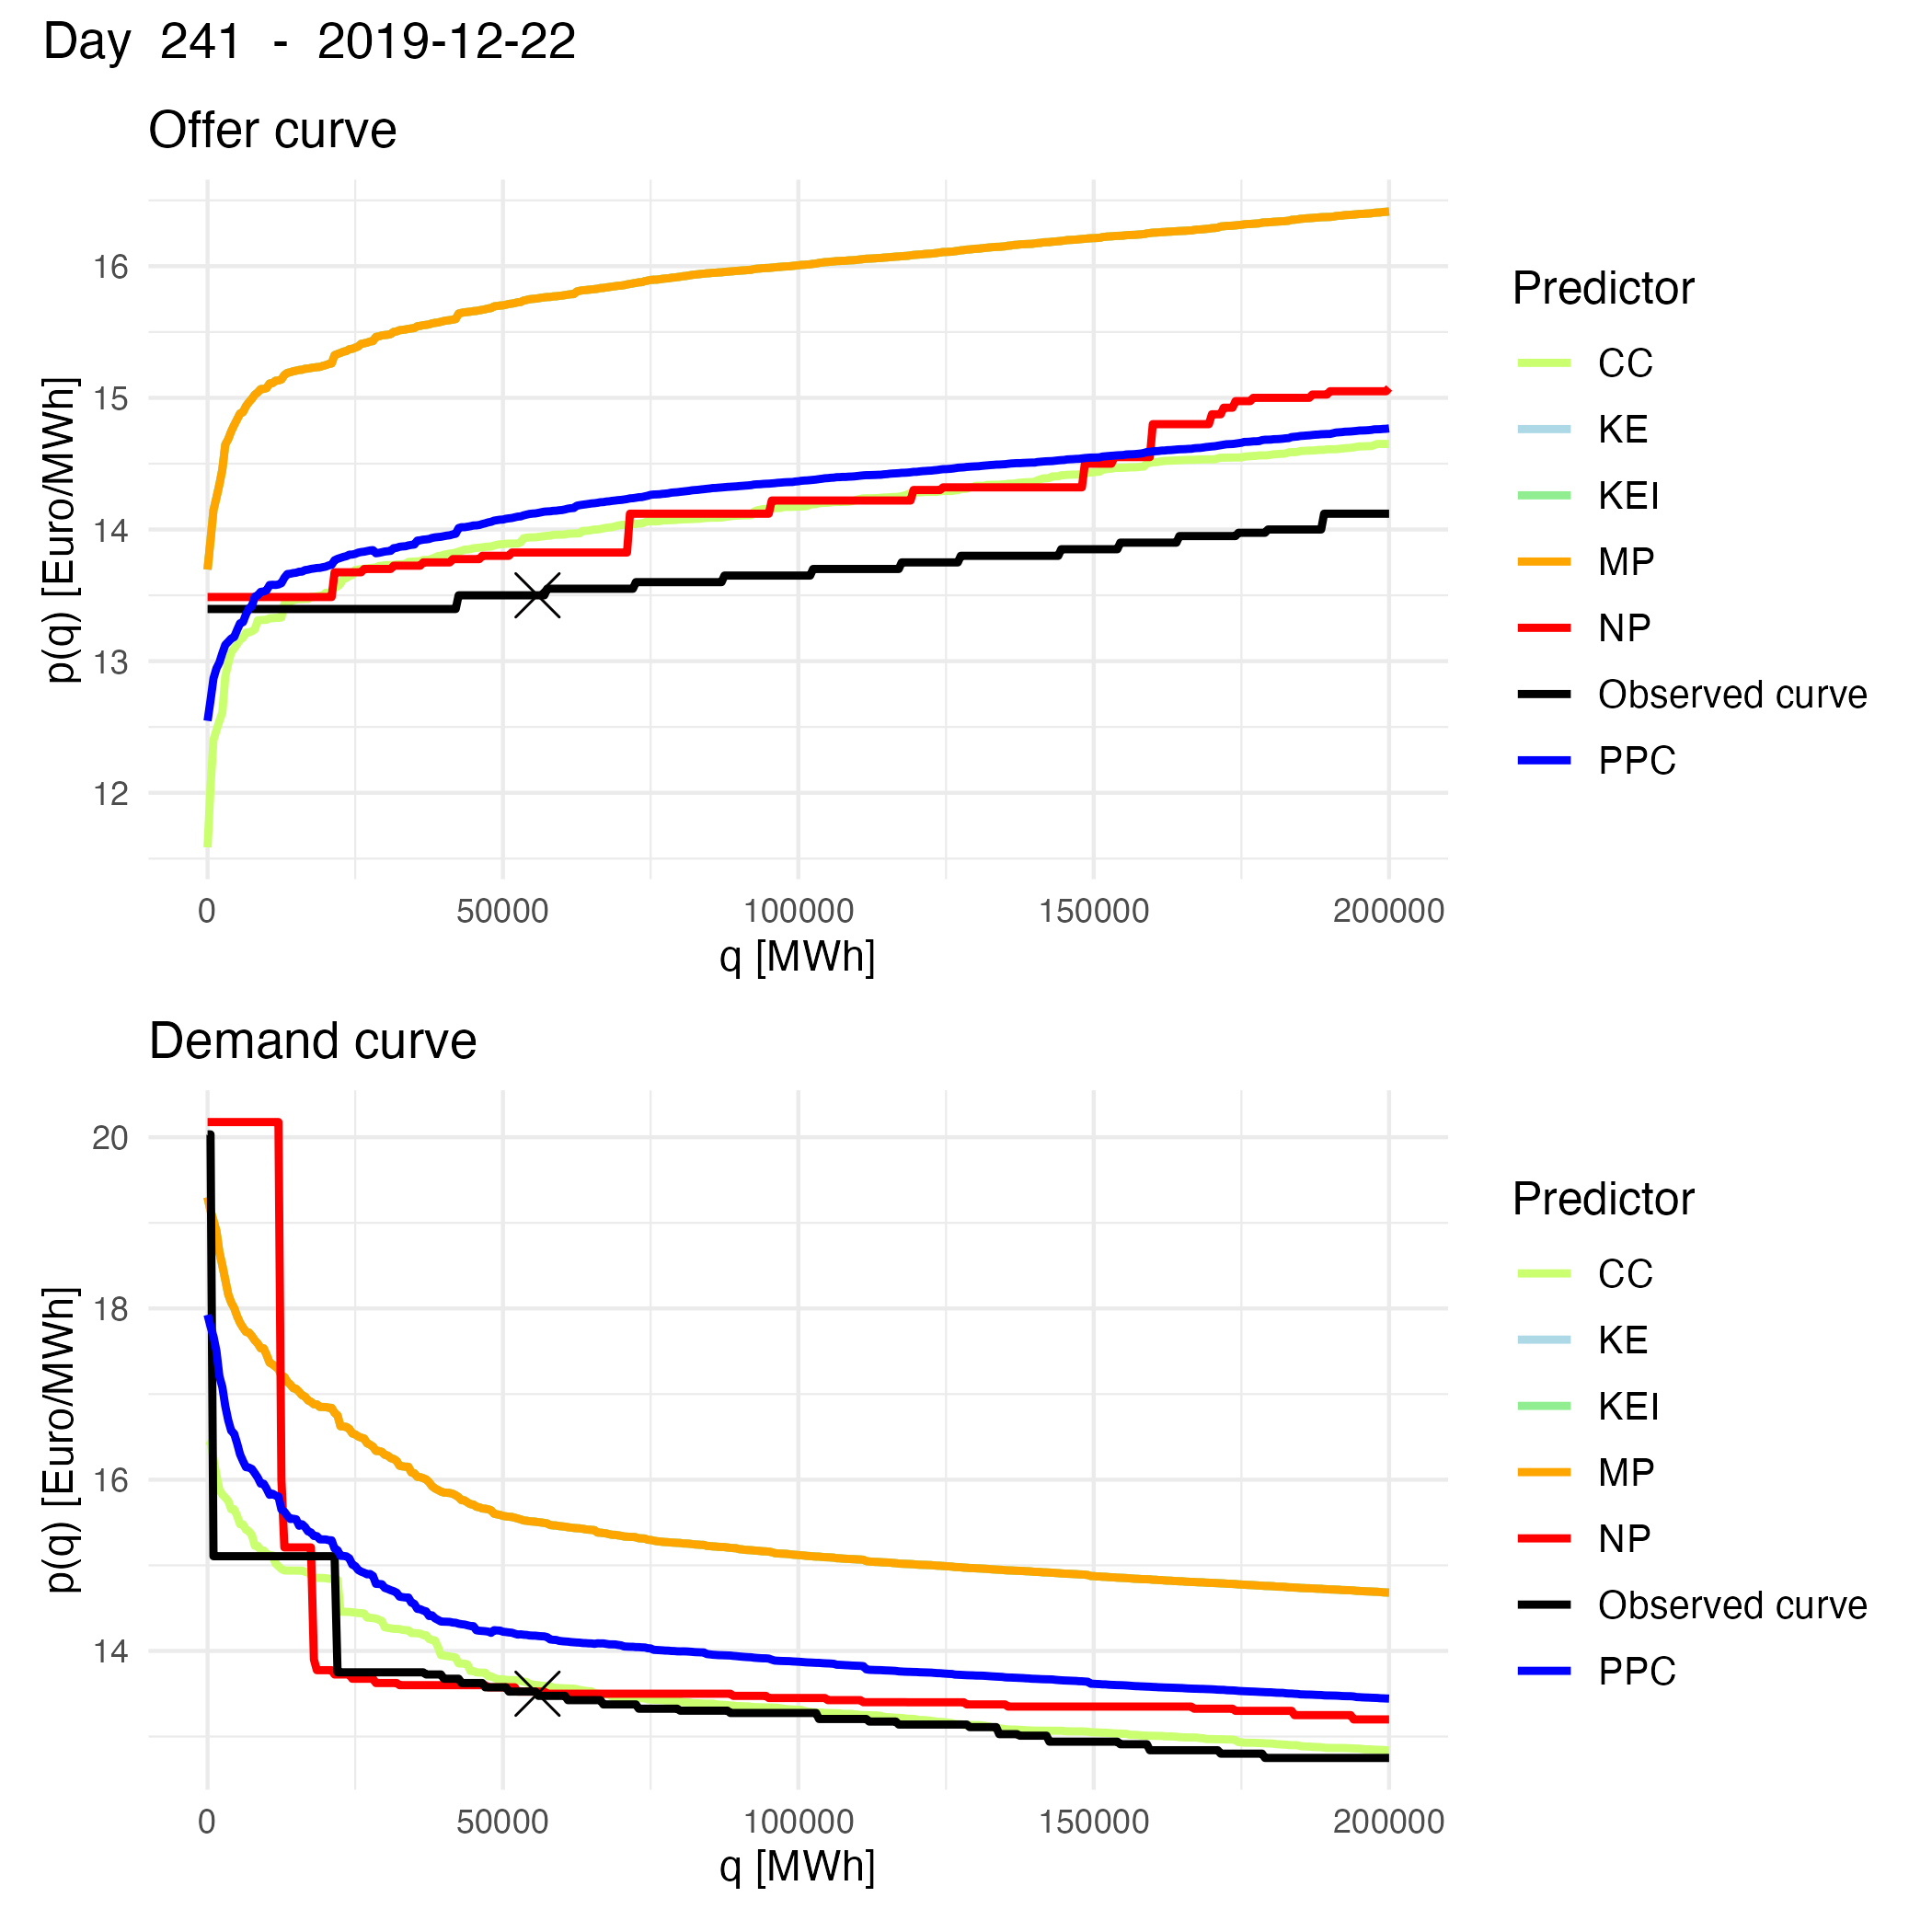 Day 241 - 2019-12-22
Offer curve
p(q) [Euro/MWh]
16
15
14
13
12
0 50000 100000 150000 200000
q [MWh]
Predictor
CC
KE
KEI
MP
NP
Observed curve
PPC
Demand curve
p(q) [Euro/MWh]
20
18
16
14
0 50000 100000 150000 200000
q [MWh]
Predictor
CC
KE
KEI
MP
NP
Observed curve
PPC